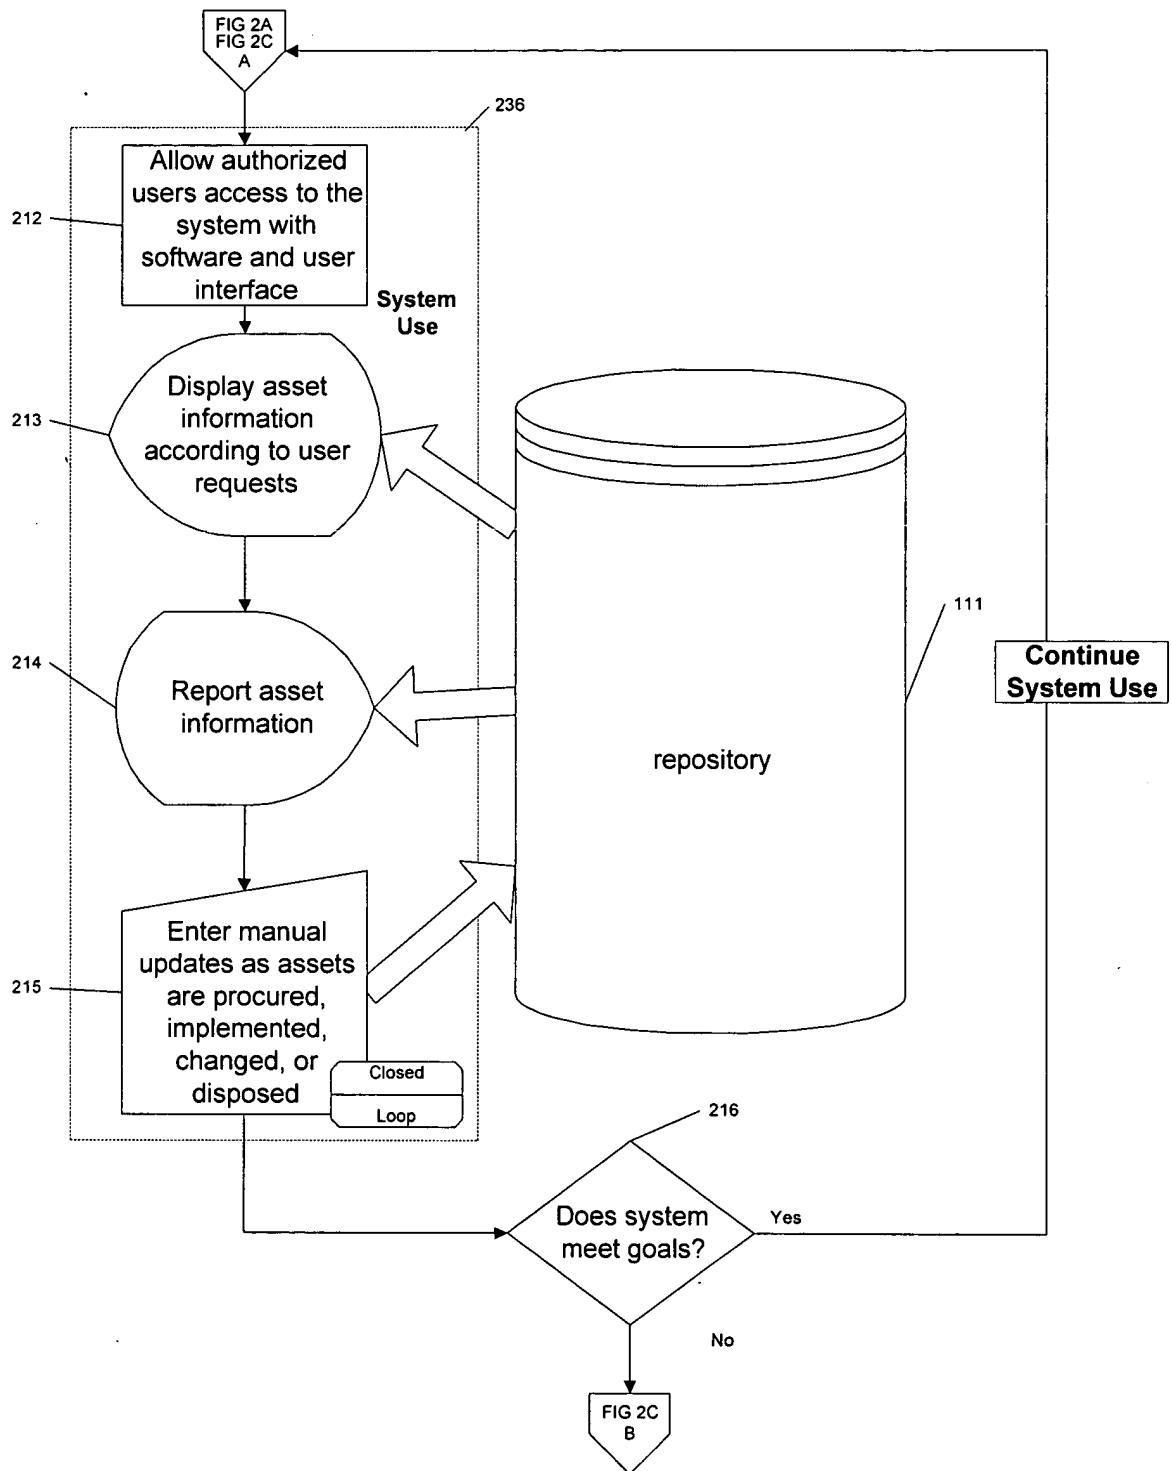 FIG 2A
FIG 2C
A
236
Allow authorized
users access to the
system with
software and user
interface
212
System
Use
Display asset
information
according to user
requests
213
111
214
Report asset
information
Continue
System Use
repository
Enter manual
updates as assets
are procured,
implemented,
changed, or
disposed
215
Closed
Loop
216
Does system
meet goals?
Yes
No
FIG 2C
B